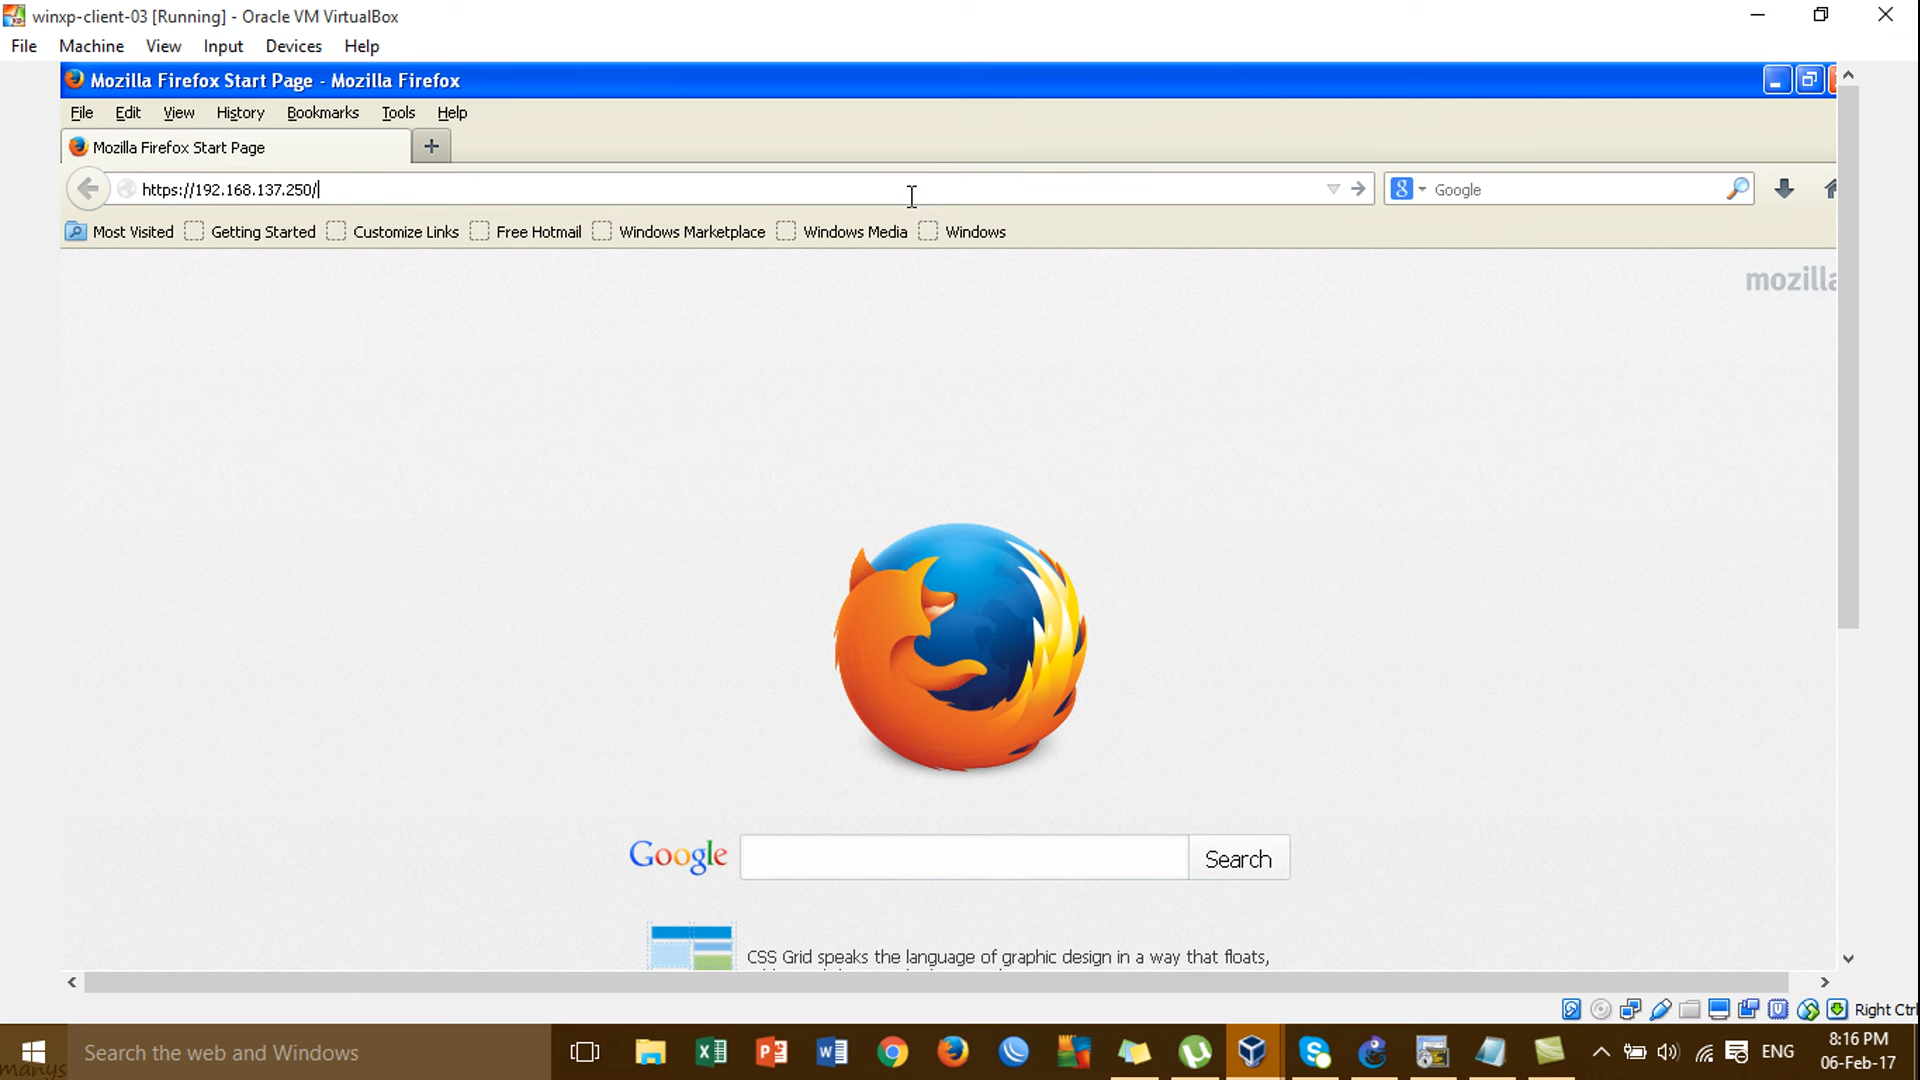 winxp-client-03 [Running] - Oracle VM VirtualBox
File Machine View Input Devices Help
Mozilla Firefox Start Page - Mozilla Firefox
File Edit View History Bookmarks Tools Help
Mozilla Firefox Start Page
https://192.168.137.250/
Google
Most Visited Getting Started Customize Links Free Hotmail Windows Marketplace Windows Media Windows
mozilla
Google Search
CSS Grid speaks the language of graphic design in a way that floats,
Right Ctrl
Search the web and Windows
ENG
8:16 PM
06-Feb-17
manys